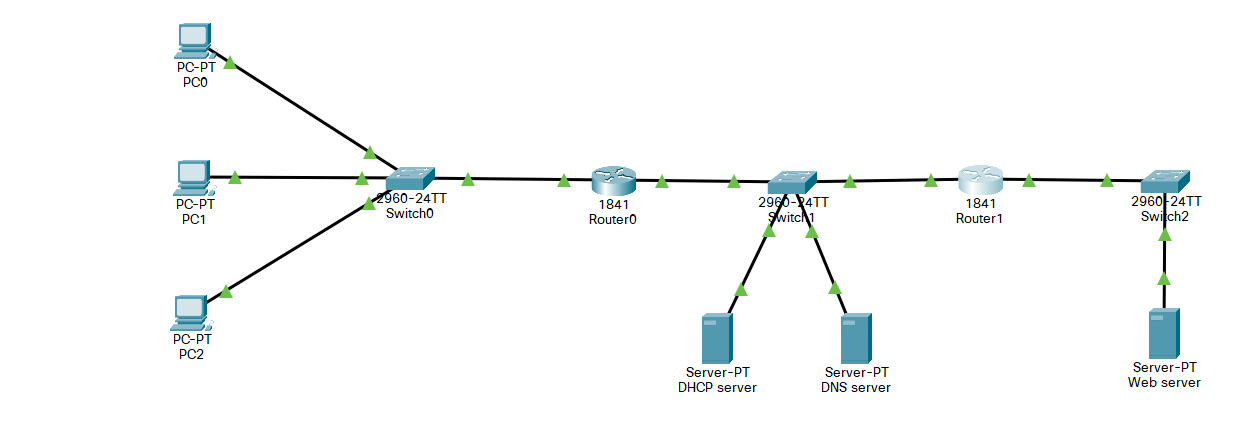 PC-PT
PC0
PC-PT
PC1
PC-PT
PC2
2960-24TT
Switch0
1841
Router0
2960-24TT
Switch1
1841
Router1
2960-24TT
Switch2
Server-PT
DHCP server
Server-PT
DNS server
Server-PT
Web server